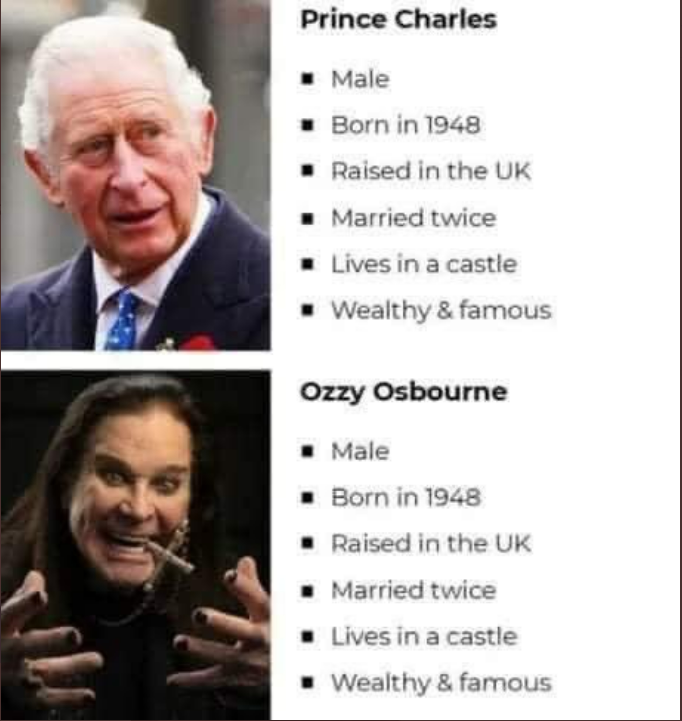 Prince Charles
▪ Male
▪ Born in 1948
▪ Raised in the UK
▪ Married twice
▪ Lives in a castle
▪ Wealthy & famous
Ozzy Osbourne
▪ Male
▪ Born in 1948
▪ Raised in the UK
▪ Married twice
▪ Lives in a castle
▪ Wealthy & famous